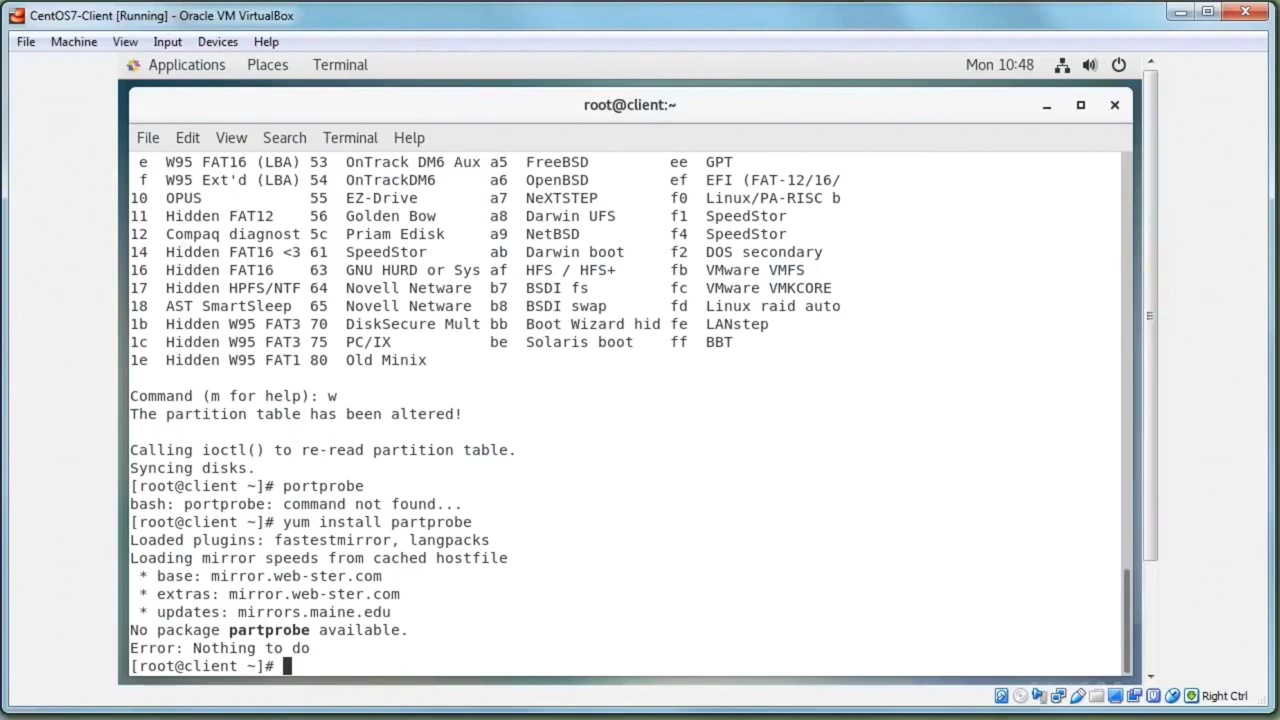 CentOS7-Client [Running] - Oracle VM VirtualBox
File Machine View Input Devices Help
Applications Places Terminal Mon 10:48
root@client:~
File Edit View Search Terminal Help
e W95 FAT16 (LBA) 53 OnTrack DM6 Aux a5 FreeBSD ee GPT
f W95 Ext'd (LBA) 54 OnTrackDM6 a6 OpenBSD ef EFI (FAT-12/16/
10 OPUS 55 EZ-Drive a7 NeXTSTEP f0 Linux/PA-RISC b
11 Hidden FAT12 56 Golden Bow a8 Darwin UFS f1 SpeedStor
12 Compaq diagnost 5c Priam Edisk a9 NetBSD f4 SpeedStor
14 Hidden FAT16 <3 61 SpeedStor ab Darwin boot f2 DOS secondary
16 Hidden FAT16 63 GNU HURD or Sys af HFS / HFS+ fb VMware VMFS
17 Hidden HPFS/NTF 64 Novell Netware b7 BSDI fs fc VMware VMKCORE
18 AST SmartSleep 65 Novell Netware b8 BSDI swap fd Linux raid auto
1b Hidden W95 FAT3 70 DiskSecure Mult bb Boot Wizard hid fe LANstep
1c Hidden W95 FAT3 75 PC/IX be Solaris boot ff BBT
1e Hidden W95 FAT1 80 Old Minix
Command (m for help): w
The partition table has been altered!
Calling ioctl() to re-read partition table.
Syncing disks.
[root@client ~]# portprobe
bash: portprobe: command not found...
[root@client ~]# yum install partprobe
Loaded plugins: fastestmirror, langpacks
Loading mirror speeds from cached hostfile
* base: mirror.web-ster.com
* extras: mirror.web-ster.com
* updates: mirrors.maine.edu
No package partprobe available.
Error: Nothing to do
[root@client ~]#
Right Ctrl